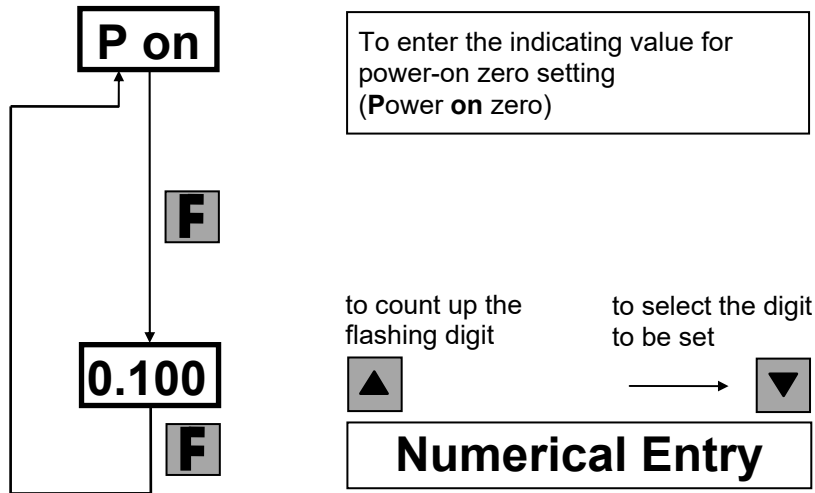 P on
To enter the indicating value for
power-on zero setting
(Power on zero)
F
to count up the
flashing digit
to select the digit
to be set
0.100
▲
▼
F
Numerical Entry